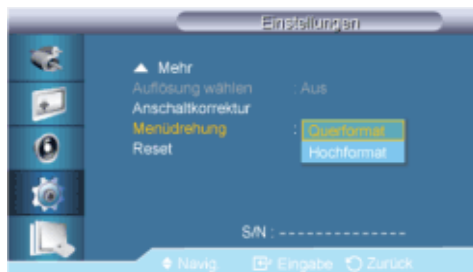 Einstellungen
▲ Mehr
Auflösung wählen : Aus
Anschaltkorrektur
Menüdrehung : Querformat
Hochformat
Reset
S/N : - - - - - - - - - - - - - -
Navig. Eingabe Zurück